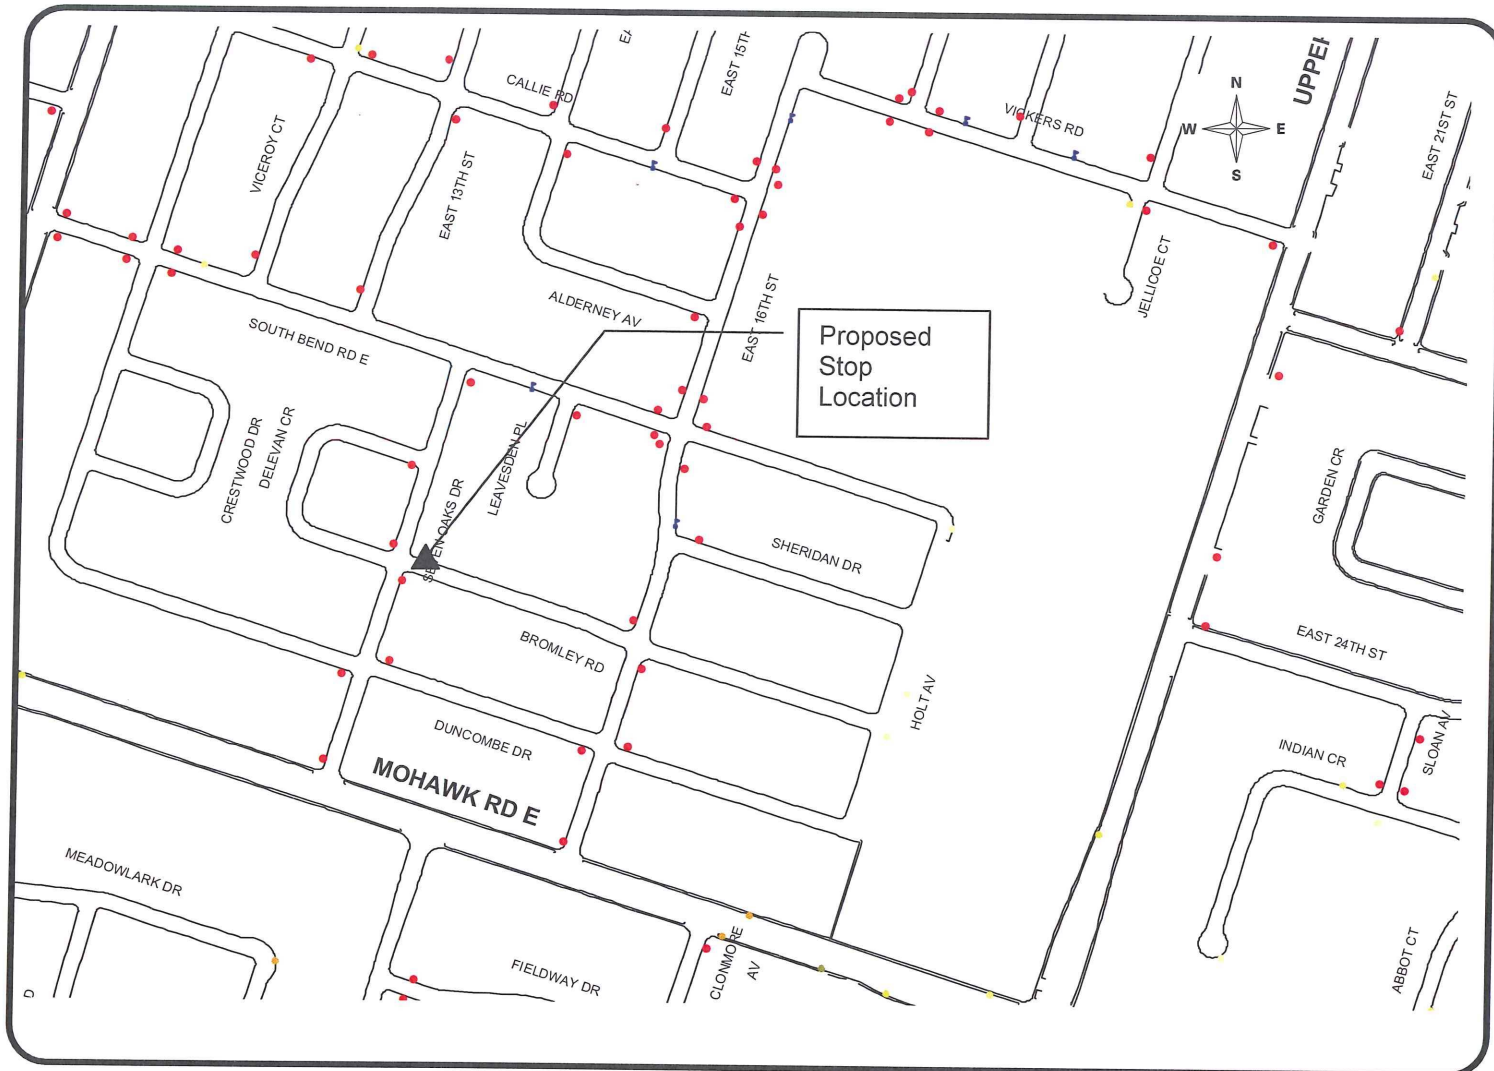 EAST 15TH
UPPER
CALLIE RD
VICKERS RD
N
W
E
S
EAST 21ST ST
VICEROY CT
EAST 13TH ST
JELLICOE CT
ALDERNEY AV
EAST 16TH ST
SOUTH BEND RD E
Proposed
Stop
Location
CRESTWOOD DR
DELEVAN CR
LEAVESDEN PL
SEVEN OAKS DR
GARDEN CR
SHERIDAN DR
BROMLEY RD
EAST 24TH ST
HOLT AV
DUNCOMBE DR
SLOAN AV
INDIAN CR
MOHAWK RD E
MEADOWLARK DR
FIELDWAY DR
CLONMORE
AV
ABBOT CT
D